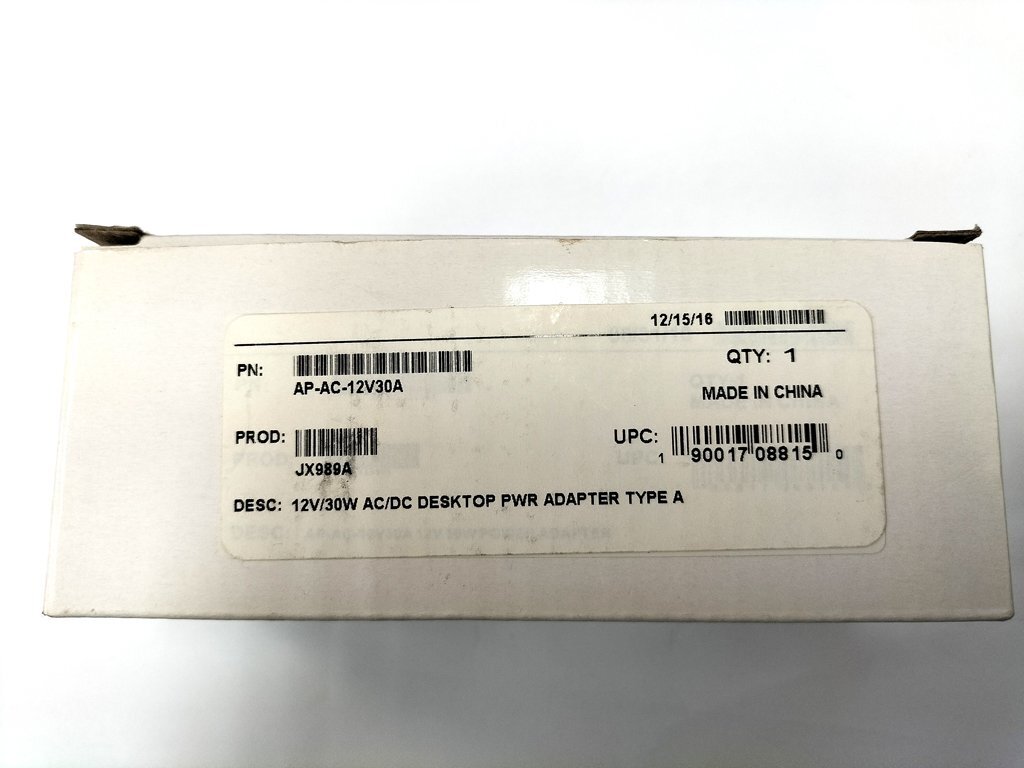 12/15/16
PN:
AP-AC-12V30A
QTY: 1
MADE IN CHINA
PROD:
JX989A
UPC:
1 90017 08815 0
DESC: 12V/30W AC/DC DESKTOP PWR ADAPTER TYPE A